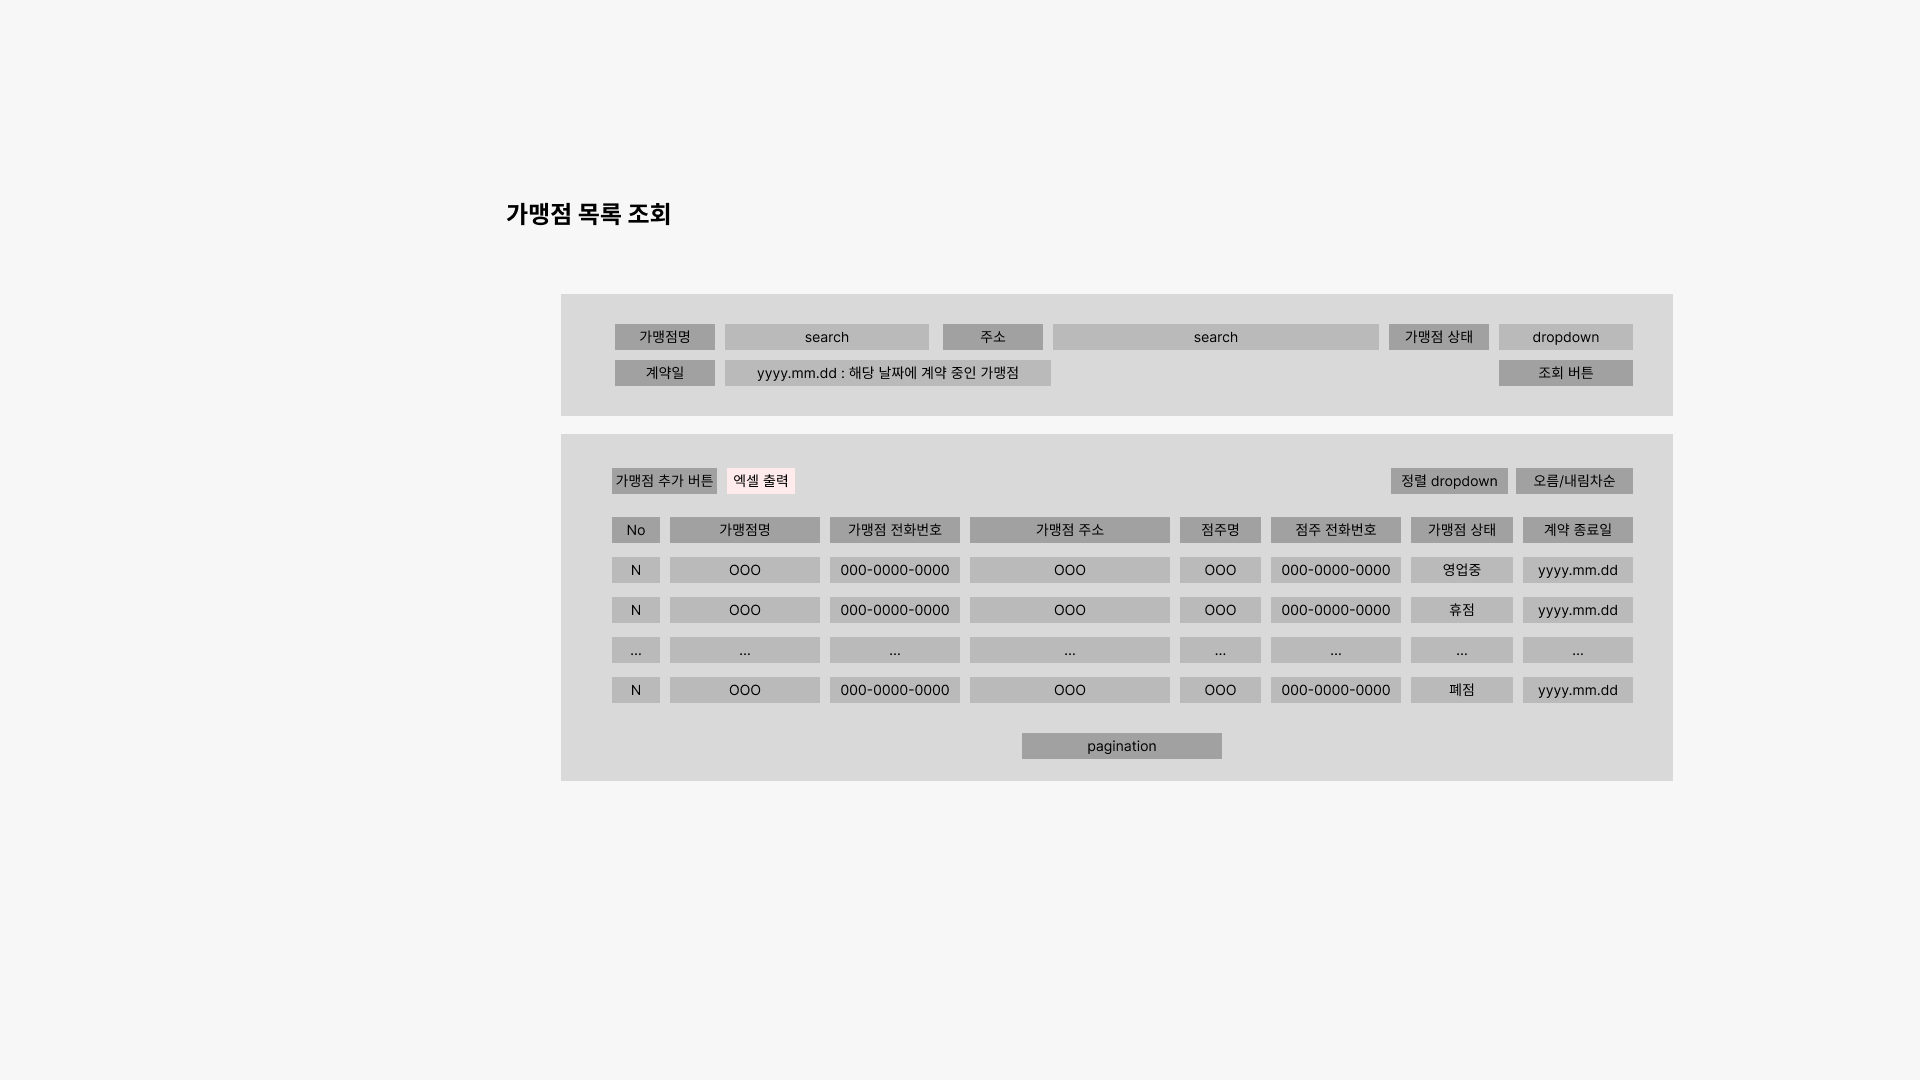 가맹점 목록 조회
가맹점명 search 주소 search 가맹점 상태 dropdown
계약일 yyyy.mm.dd : 해당 날짜에 계약 중인 가맹점 조회 버튼
가맹점 추가 버튼 엑셀 출력 정렬 dropdown 오름/내림차순
No 가맹점명 가맹점 전화번호 가맹점 주소 점주명 점주 전화번호 가맹점 상태 계약 종료일
N OOO 000-0000-0000 OOO OOO 000-0000-0000 영업중 yyyy.mm.dd
N OOO 000-0000-0000 OOO OOO 000-0000-0000 휴점 yyyy.mm.dd
... ... ... ... ... ... ... ...
N OOO 000-0000-0000 OOO OOO 000-0000-0000 폐점 yyyy.mm.dd
pagination